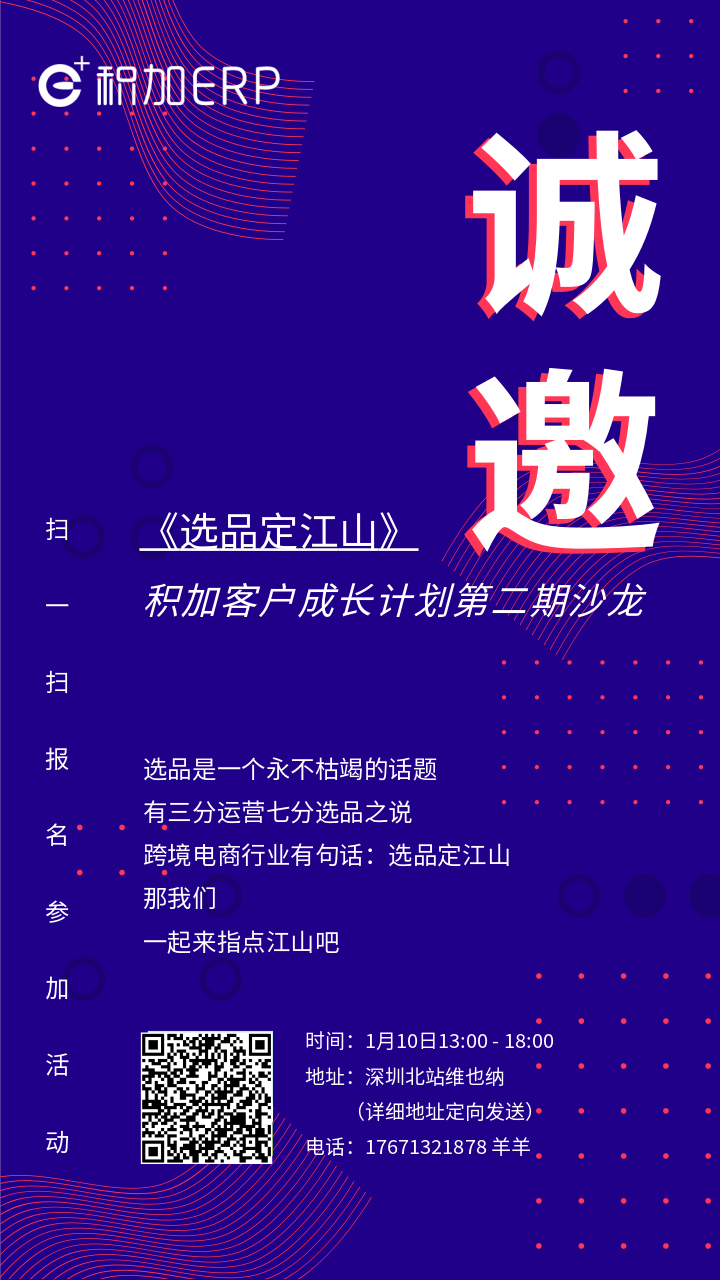 积加ERP
诚邀
《选品定江山》
积加客户成长计划第二期沙龙
扫一扫报名参加活动
选品是一个永不枯竭的话题
有三分运营七分选品之说
跨境电商行业有句话：选品定江山
那我们
一起来指点江山吧
时间：1月10日13:00 - 18:00
地址：深圳北站维也纳
（详细地址定向发送）
电话：17671321878 羊羊